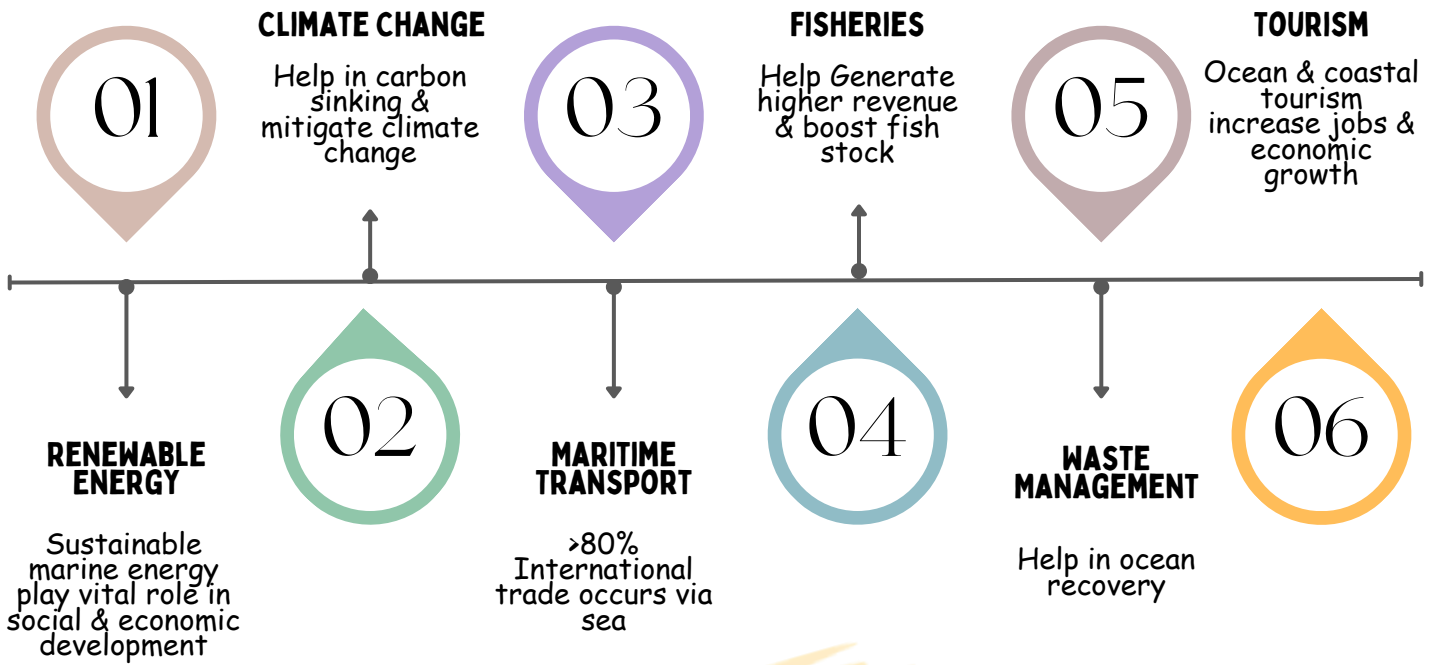 01
RENEWABLE
ENERGY
Sustainable
marine energy
play vital role in
social & economic
development
CLIMATE CHANGE
Help in carbon
sinking &
mitigate climate
change
02
03
MARITIME
TRANSPORT
>80%
International
trade occurs via
sea
FISHERIES
Help Generate
higher revenue
& boost fish
stock
04
05
WASTE
MANAGEMENT
Help in ocean
recovery
TOURISM
Ocean & coastal
tourism
increase jobs &
economic
growth
06